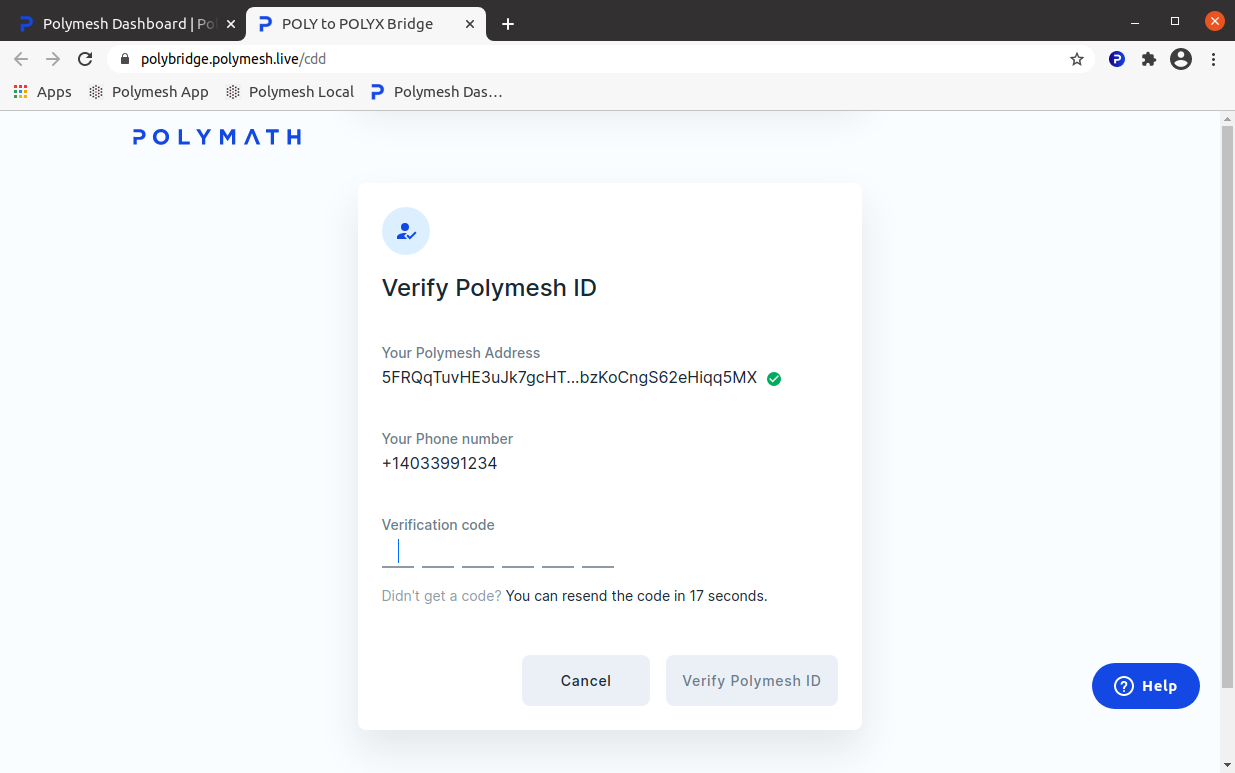 Polymesh Dashboard | Pol
POLY to POLYX Bridge
polybridge.polymesh.live/cdd
Apps
Polymesh App
Polymesh Local
Polymesh Das…
POLYMATH
Verify Polymesh ID
Your Polymesh Address
5FRQqTuvHE3uJk7gcHT...bzKoCngS62eHiqq5MX
Your Phone number
+14033991234
Verification code
Didn't get a code? You can resend the code in 17 seconds.
Cancel
Verify Polymesh ID
Help